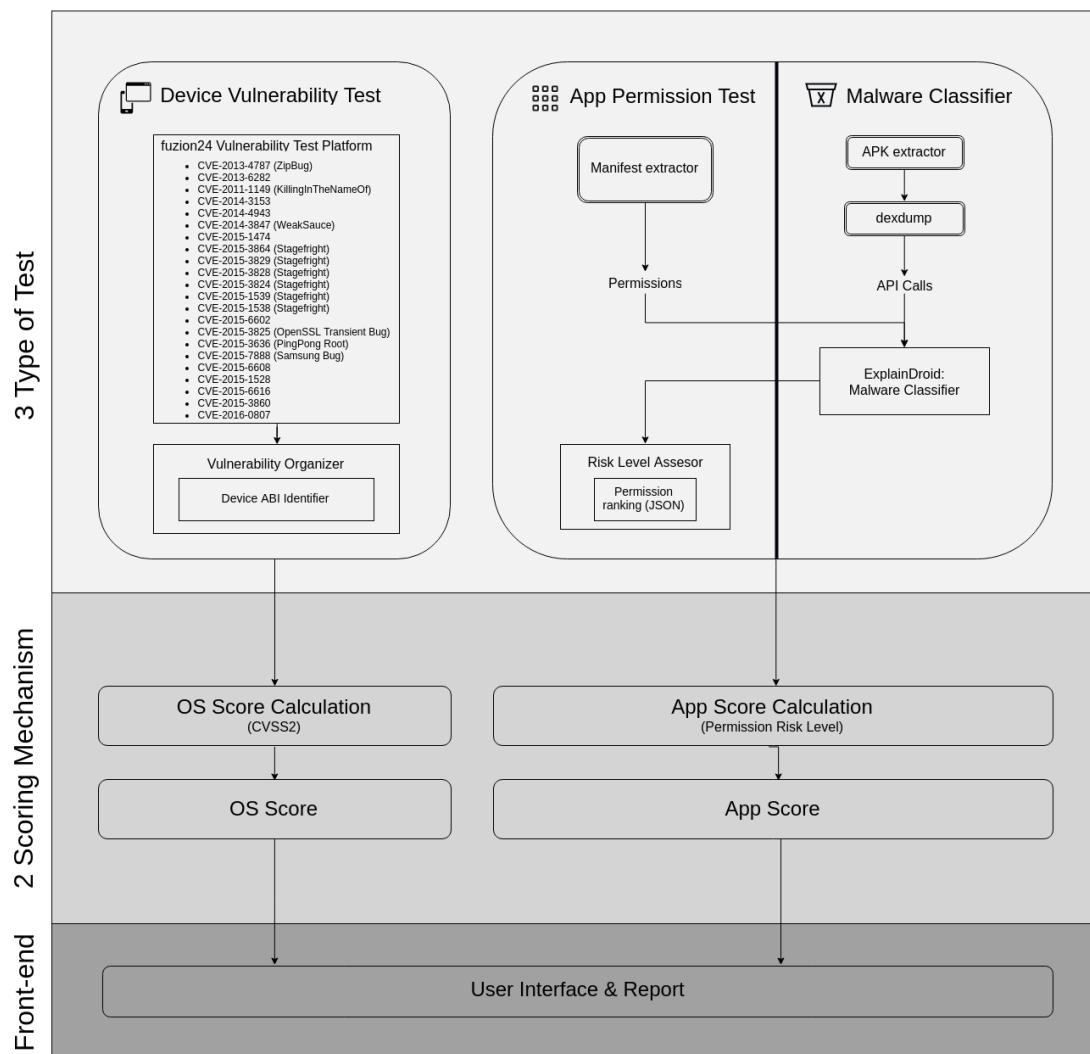 3 Type of Test
Device Vulnerability Test
fuzion24 Vulnerability Test Platform
CVE-2013-4787 (ZipBug)
CVE-2013-6282
CVE-2011-1149 (KillingInTheNameOf)
CVE-2014-3153
CVE-2014-4943
CVE-2014-3847 (WeakSauce)
CVE-2015-1474
CVE-2015-3864 (Stagefright)
CVE-2015-3829 (Stagefright)
CVE-2015-3828 (Stagefright)
CVE-2015-3824 (Stagefright)
CVE-2015-1539 (Stagefright)
CVE-2015-1538 (Stagefright)
CVE-2015-6602
CVE-2015-3825 (OpenSSL Transient Bug)
CVE-2015-3636 (PingPong Root)
CVE-2015-7888 (Samsung Bug)
CVE-2015-6608
CVE-2015-1528
CVE-2015-6616
CVE-2015-3860
CVE-2016-0807
Vulnerability Organizer
Device ABI Identifier
App Permission Test
Manifest extractor
Permissions
Risk Level Assesor
Permission
ranking (JSON)
X
Malware Classifier
APK extractor
dexdump
API Calls
ExplainDroid:
Malware Classifier
2 Scoring Mechanism
OS Score Calculation
(CVSS2)
OS Score
App Score Calculation
(Permission Risk Level)
App Score
Front-end
User Interface & Report